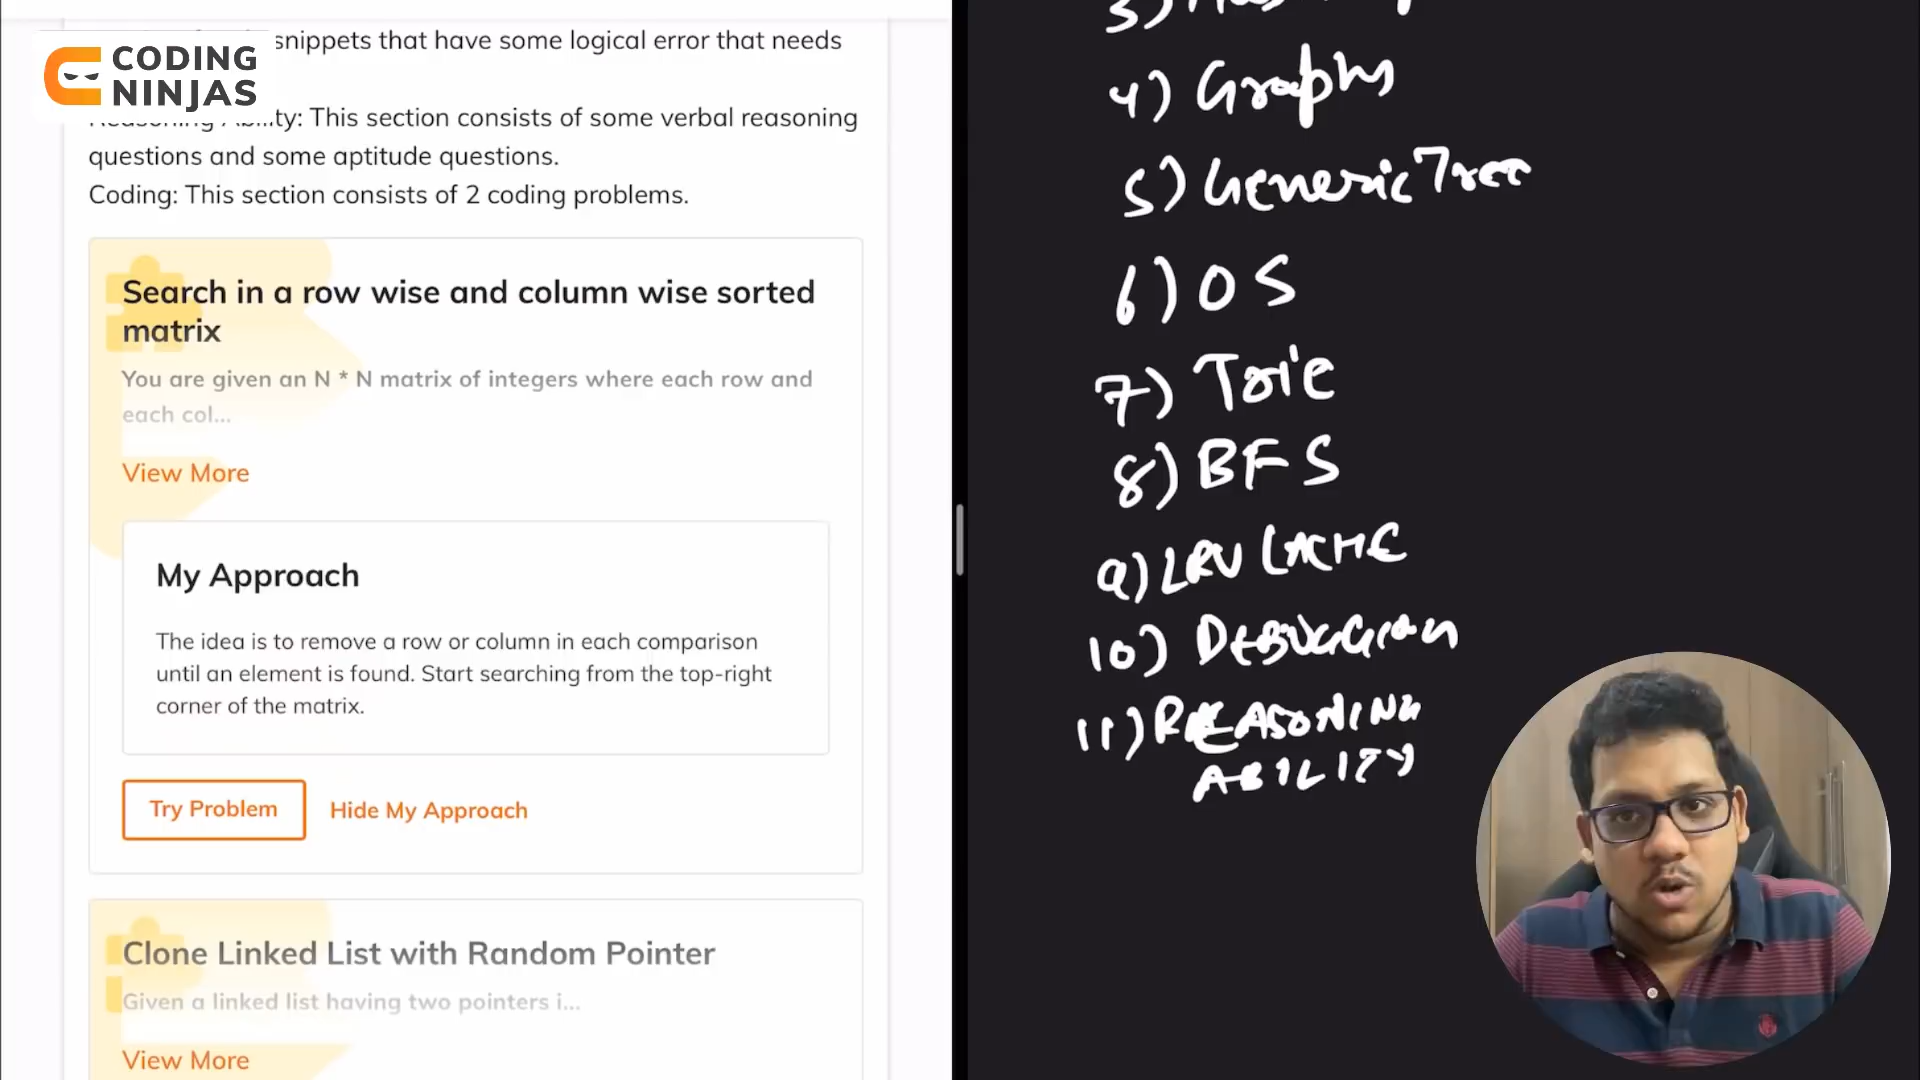 CODING
NINJAS
snippets that have some logical error that needs
Reasoning Ability: This section consists of some verbal reasoning
questions and some aptitude questions.
Coding: This section consists of 2 coding problems.
Search in a row wise and column wise sorted
matrix
You are given an N * N matrix of integers where each row and
each col...
View More
My Approach
The idea is to remove a row or column in each comparison
until an element is found. Start searching from the top-right
corner of the matrix.
Try Problem
Hide My Approach
Clone Linked List with Random Pointer
Given a linked list having two pointers i...
View More
3)
4) Graphs
5) Generic Tree
6) OS
7) Trie
8) BFS
9) LRU CACHE
10)
11) REASONING
ABILITY